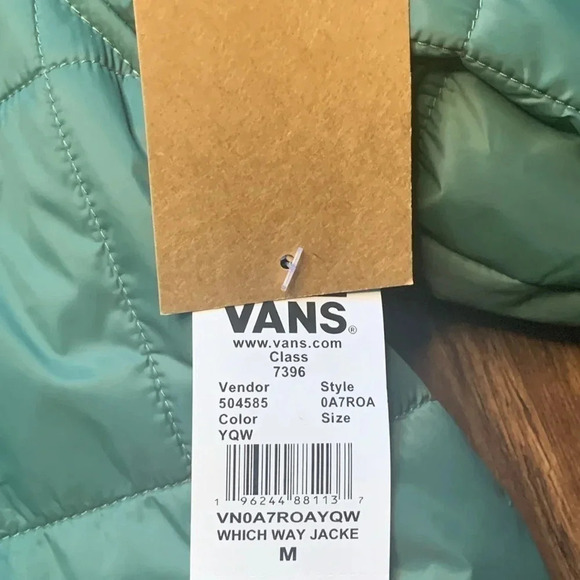 VANS®
www.vans.com
Class
7396
Vendor Style
504585 0A7ROA
Color Size
YQW
1 96244 88113 7
VN0A7ROAYQW
WHICH WAY JACKE
M